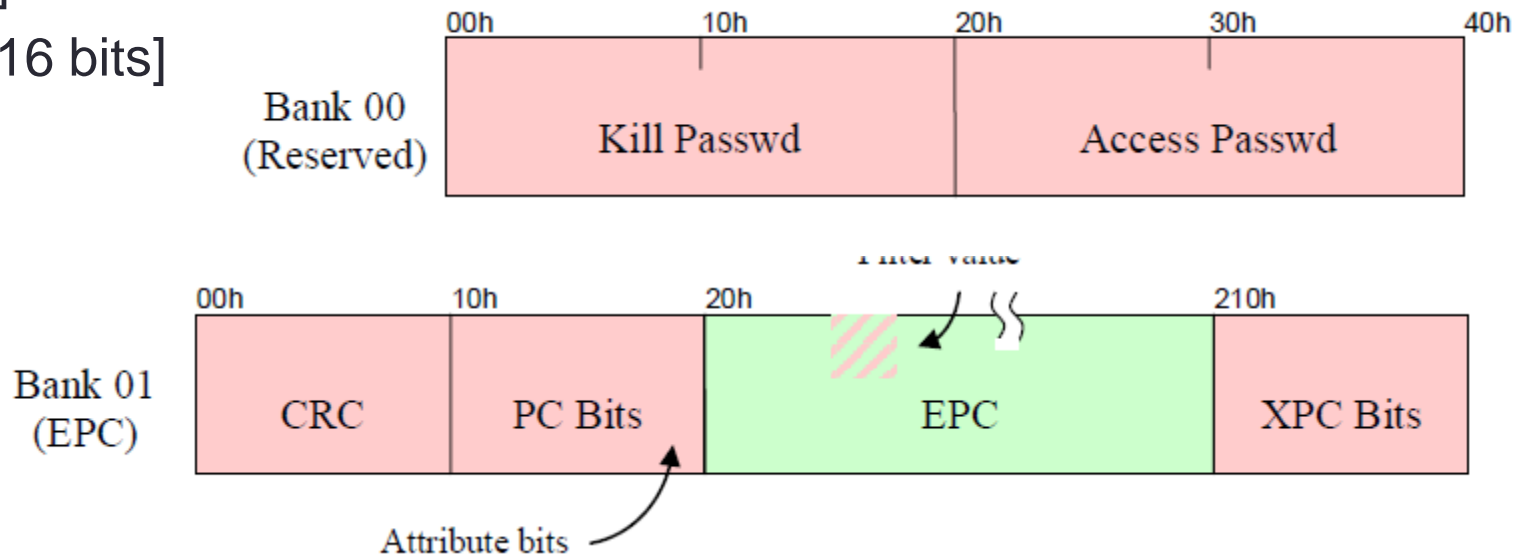 ]
16 bits]
00h 10h 20h 30h 40h
Bank 00
(Reserved)
Kill Passwd Access Passwd
00h 10h 20h 210h
Bank 01
(EPC)
CRC PC Bits EPC XPC Bits
Attribute bits